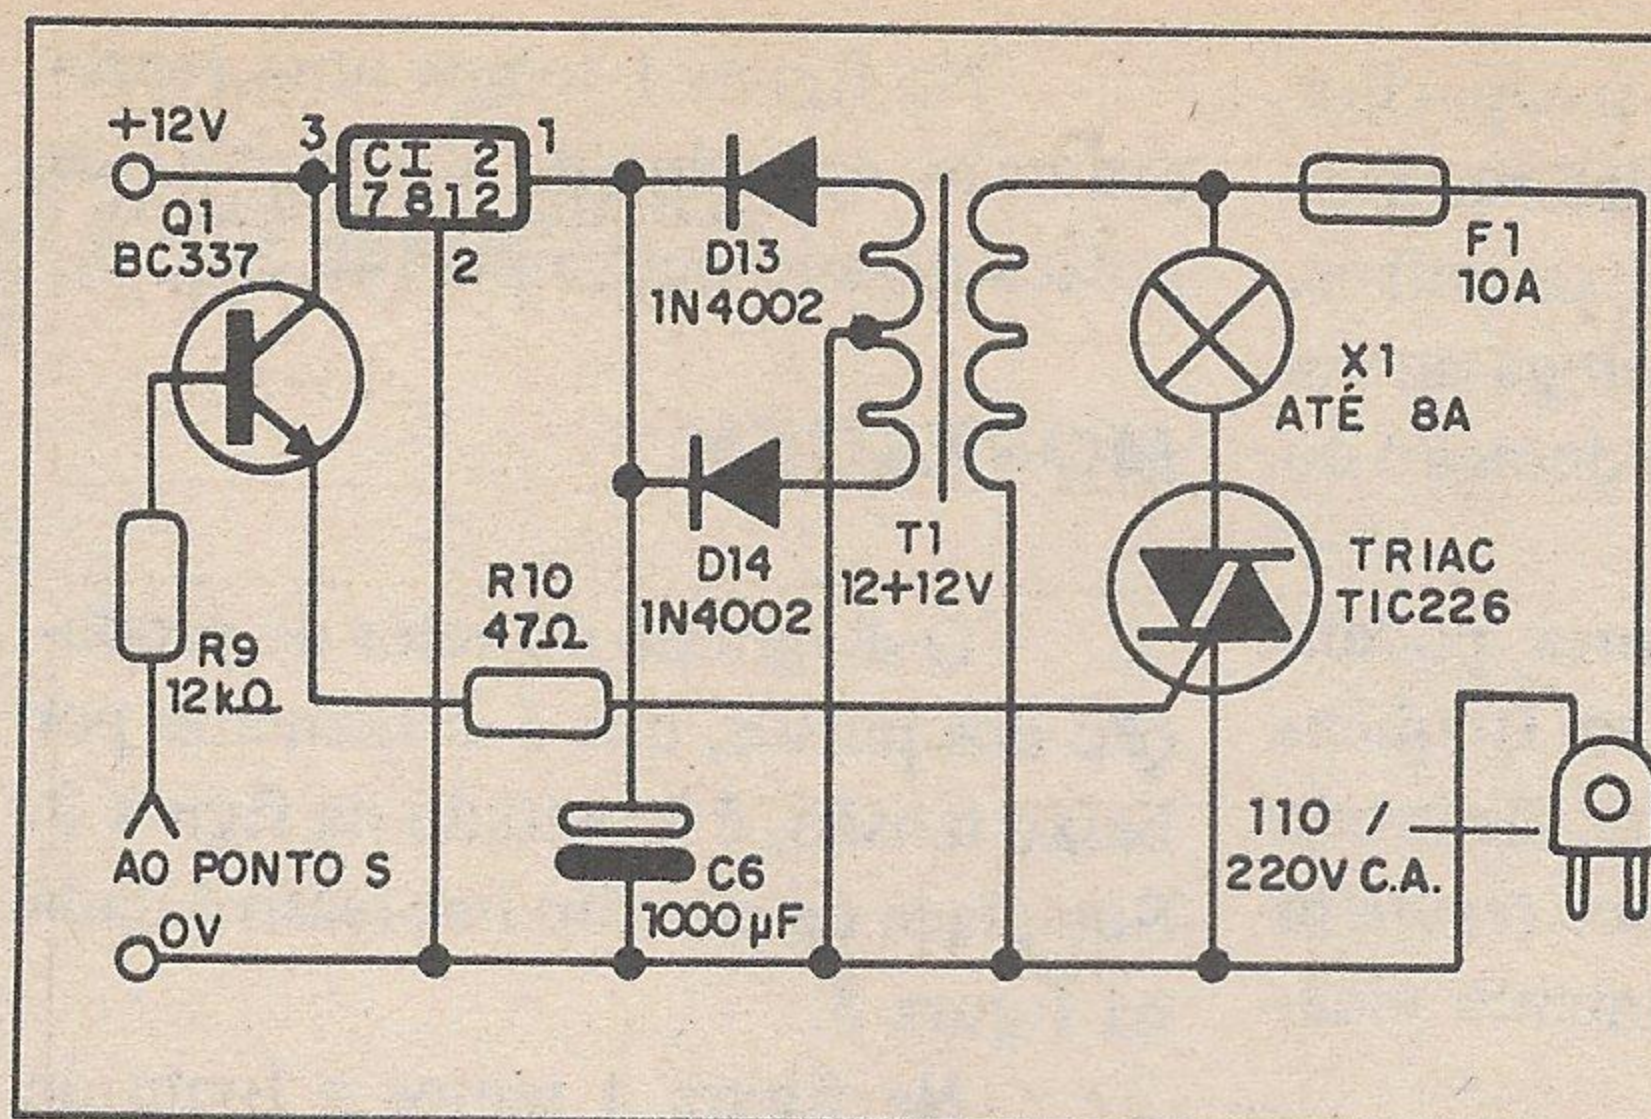 +12V
3
CI 2
7812
1
2
Q1
BC337
D13
1N4002
F1
10A
X1
ATÉ 8A
T1
12+12V
D14
1N4002
TRIAC
TIC226
R10
47Ω
R9
12kΩ
AO PONTO S
0V
C6
1000µF
110 /
220V C.A.